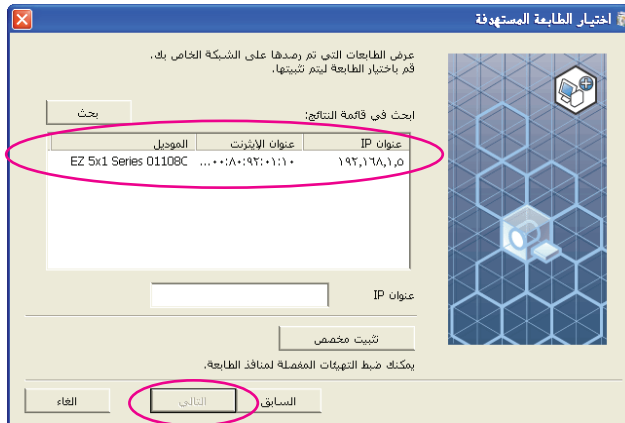 اختيار الطابعة المستهدفة
عرض الطابعات التي تم رصدها على الشبكة الخاص بك.
قم باختيار الطابعة ليتم تثبيتها.
ابحث في قائمة النتائج:
بحث
عنوان IP عنوان الإيثرنت الموديل
١٩٢,١٦٨,١,٥ ٠٠:٨٠:٩٢:٠١:١٠... EZ 5x1 Series 01108C
عنوان IP
تثبيت مخصص
يمكنك ضبط التهيئات المفصلة لمنافذ الطابعة.
السابق التالي الغاء